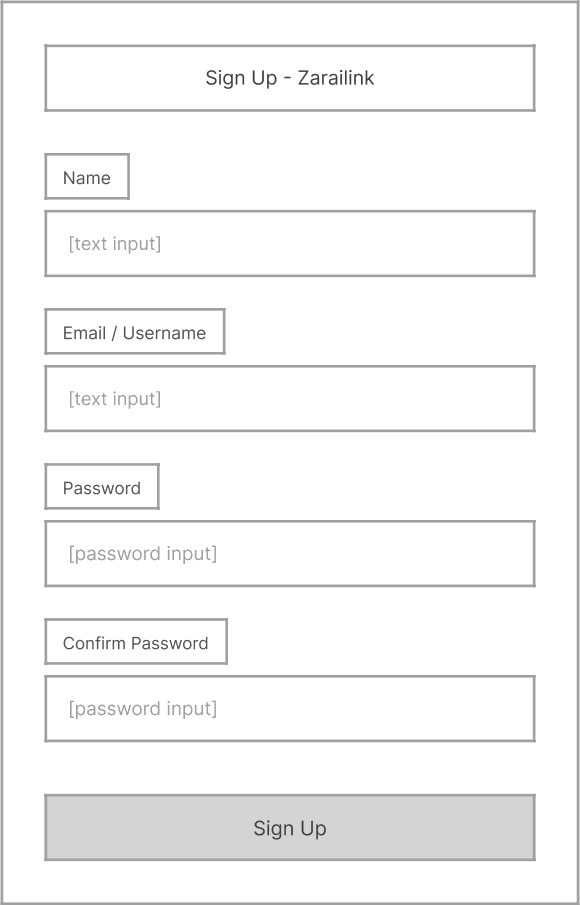 Sign Up - Zarailink
Name
[text input]
Email / Username
[text input]
Password
[password input]
Confirm Password
[password input]
Sign Up